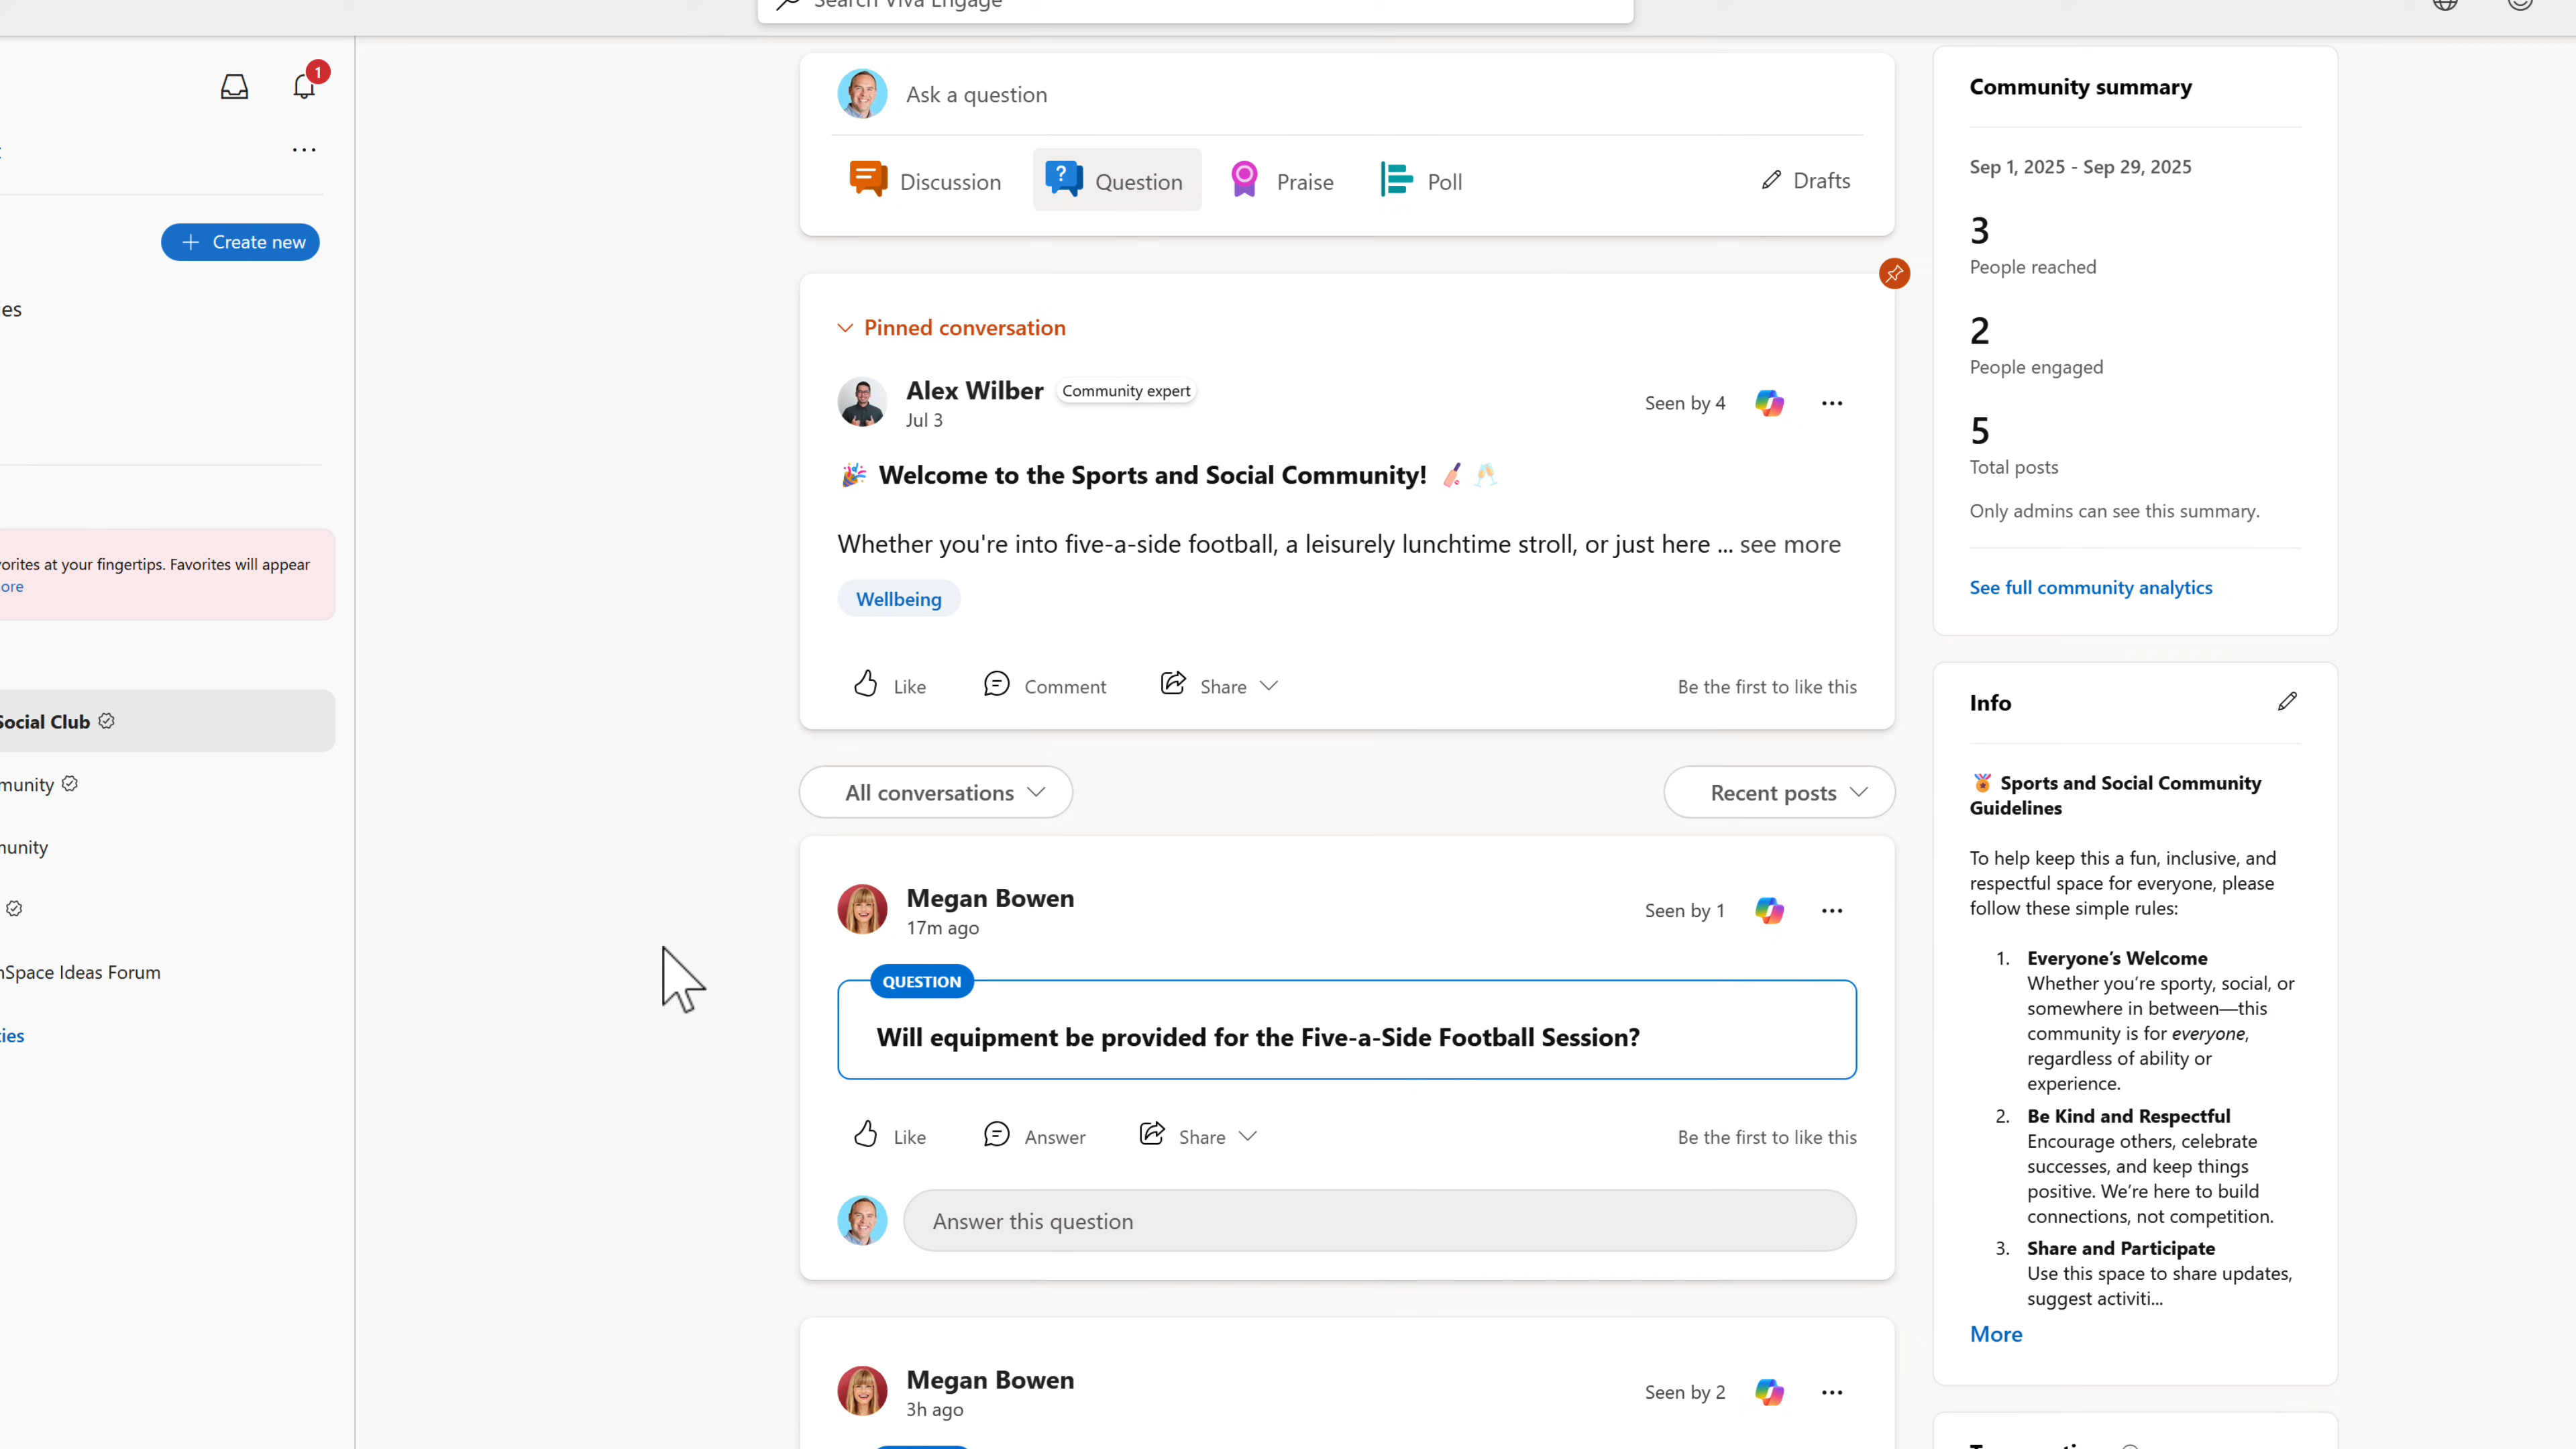 Search Viva Engage
1
Create new
es
orites at your fingertips. Favorites will appear
ore
Social Club
munity
unity
Space Ideas Forum
ties
Ask a question
Discussion
Question
Praise
Poll
Drafts
Pinned conversation
Alex Wilber
Community expert
Jul 3
Seen by 4
🎉 Welcome to the Sports and Social Community! 🏏 🥂
Whether you're into five-a-side football, a leisurely lunchtime stroll, or just here ... see more
Wellbeing
Like
Comment
Share
Be the first to like this
All conversations
Recent posts
Megan Bowen
17m ago
Seen by 1
QUESTION
Will equipment be provided for the Five-a-Side Football Session?
Like
Answer
Share
Be the first to like this
Answer this question
Megan Bowen
3h ago
Seen by 2
Community summary
Sep 1, 2025 - Sep 29, 2025
3
People reached
2
People engaged
5
Total posts
Only admins can see this summary.
See full community analytics
Info
🏅 Sports and Social Community
Guidelines
To help keep this a fun, inclusive, and
respectful space for everyone, please
follow these simple rules:
1. Everyone’s Welcome
Whether you’re sporty, social, or
somewhere in between—this
community is for everyone,
regardless of ability or
experience.
2. Be Kind and Respectful
Encourage others, celebrate
successes, and keep things
positive. We’re here to build
connections, not competition.
3. Share and Participate
Use this space to share updates,
suggest activiti...
More